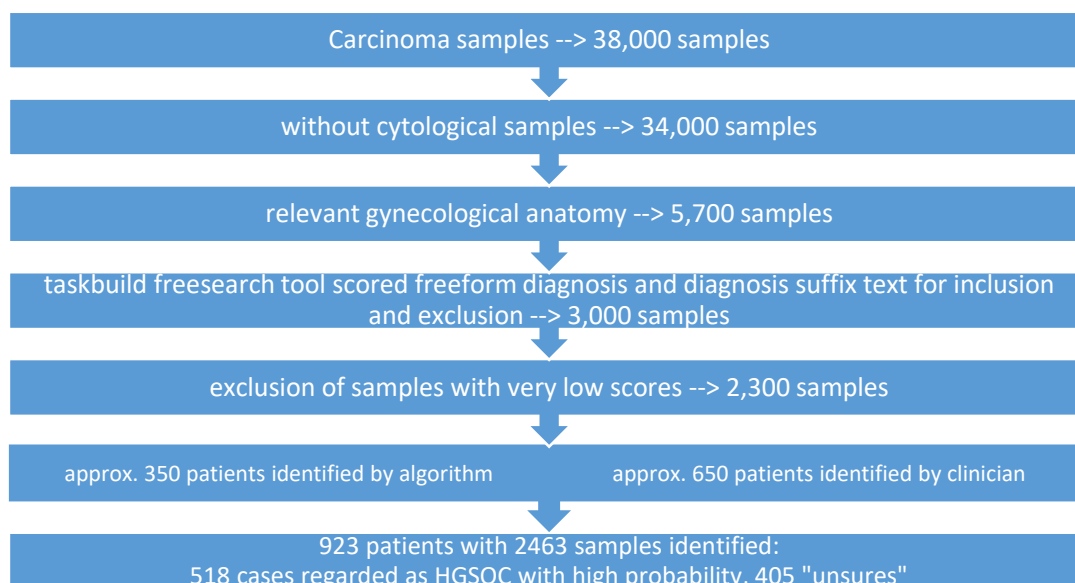 Carcinoma samples --> 38,000 samples
without cytological samples --> 34,000 samples
relevant gynecological anatomy --> 5,700 samples
taskbuild freesearch tool scored freeform diagnosis and diagnosis suffix text for inclusion
and exclusion --> 3,000 samples
exclusion of samples with very low scores --> 2,300 samples
approx. 350 patients identified by algorithm
approx. 650 patients identified by clinician
923 patients with 2463 samples identified:
518 cases regarded as HGSOC with high probability, 405 "unsures"